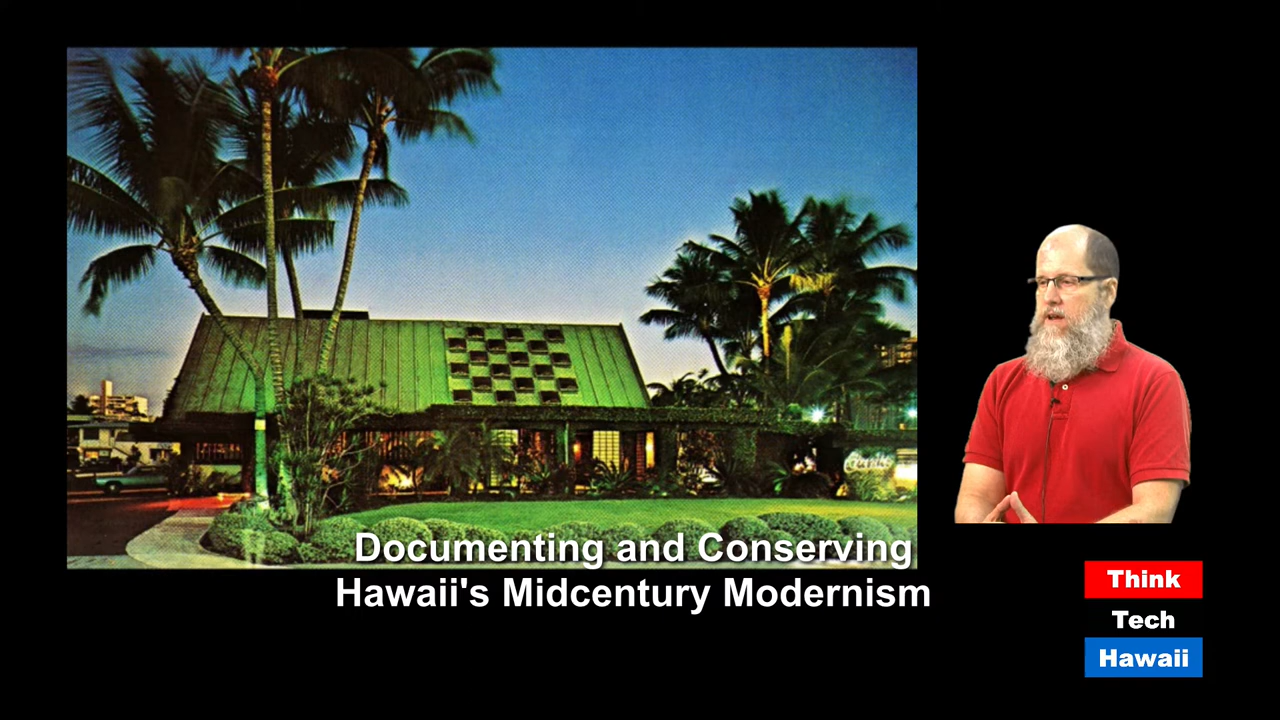 Documenting and Conserving
Hawaii's Midcentury Modernism
Think
Tech
Hawaii